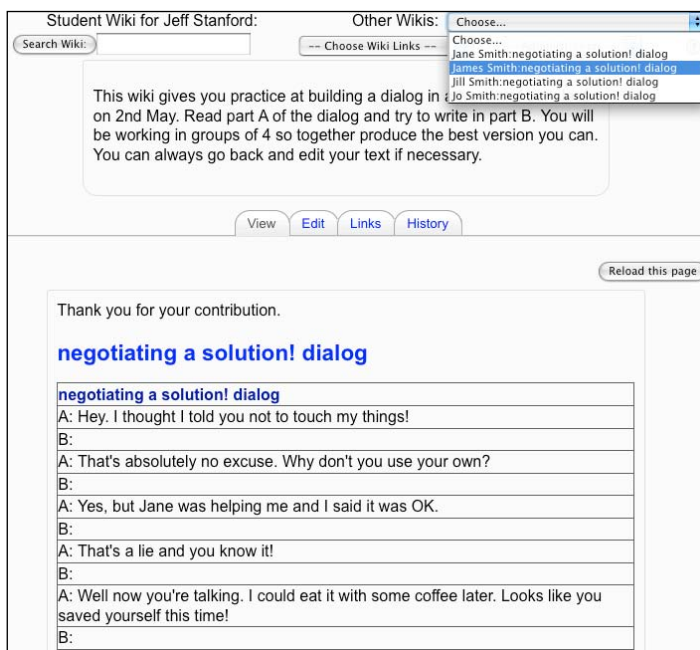 Student Wiki for Jeff Stanford:
Other Wikis:
Choose...
Search Wiki:
-- Choose Wiki Links --
Choose...
Jane Smith:negotiating a solution! dialog
James Smith:negotiating a solution! dialog
Jill Smith:negotiating a solution! dialog
Jo Smith:negotiating a solution! dialog
This wiki gives you practice at building a dialog in
on 2nd May. Read part A of the dialog and try to write in part B. You will
be working in groups of 4 so together produce the best version you can.
You can always go back and edit your text if necessary.
View
Edit
Links
History
Reload this page
Thank you for your contribution.
negotiating a solution! dialog
negotiating a solution! dialog
A: Hey. I thought I told you not to touch my things!
B:
A: That's absolutely no excuse. Why don't you use your own?
B:
A: Yes, but Jane was helping me and I said it was OK.
B:
A: That's a lie and you know it!
B:
A: Well now you're talking. I could eat it with some coffee later. Looks like you
saved yourself this time!
B: